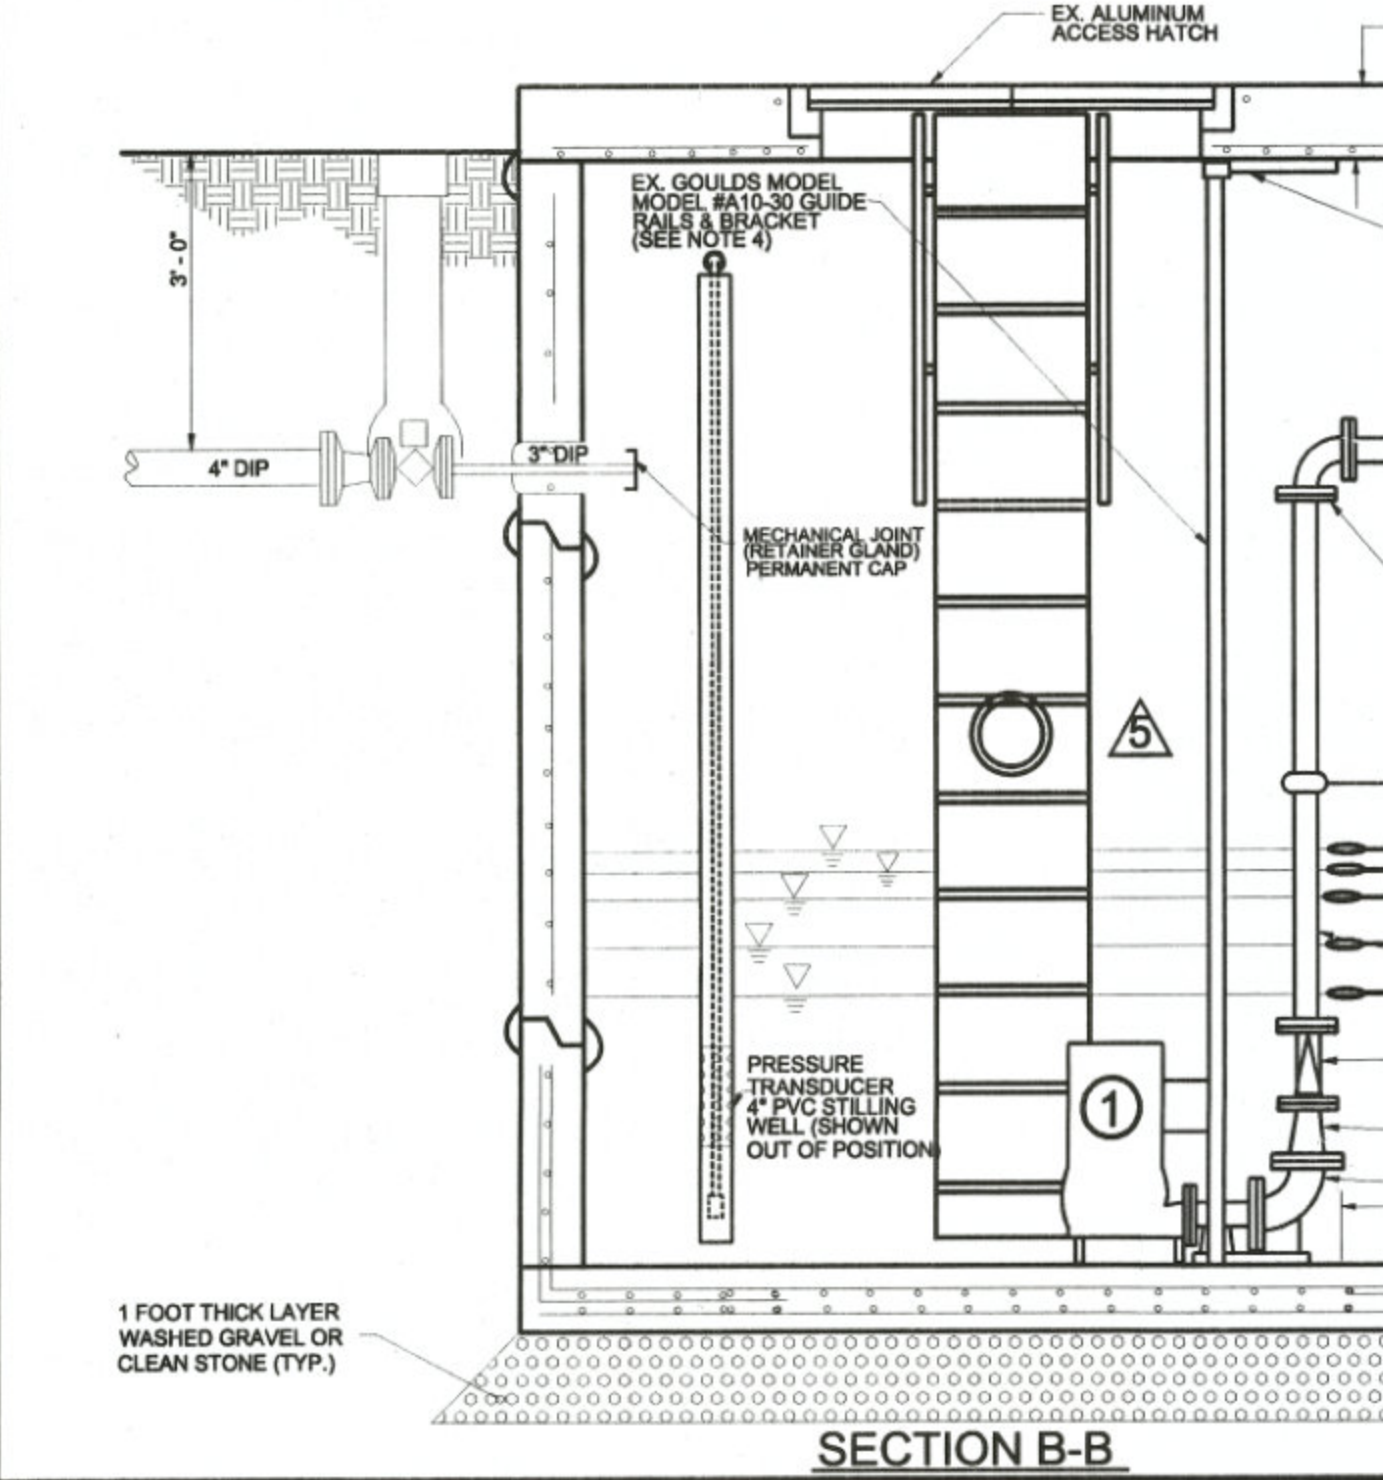 EX. ALUMINUM
ACCESS HATCH
EX. GOULDS MODEL
MODEL #A10-30 GUIDE
RAILS & BRACKET
(SEE NOTE 4)
3' - 0"
4" DIP
3" DIP
MECHANICAL JOINT
(RETAINER GLAND)
PERMANENT CAP
5
PRESSURE
TRANSDUCER
4" PVC STILLING
WELL (SHOWN
OUT OF POSITION)
1
1 FOOT THICK LAYER
WASHED GRAVEL OR
CLEAN STONE (TYP.)
SECTION B-B